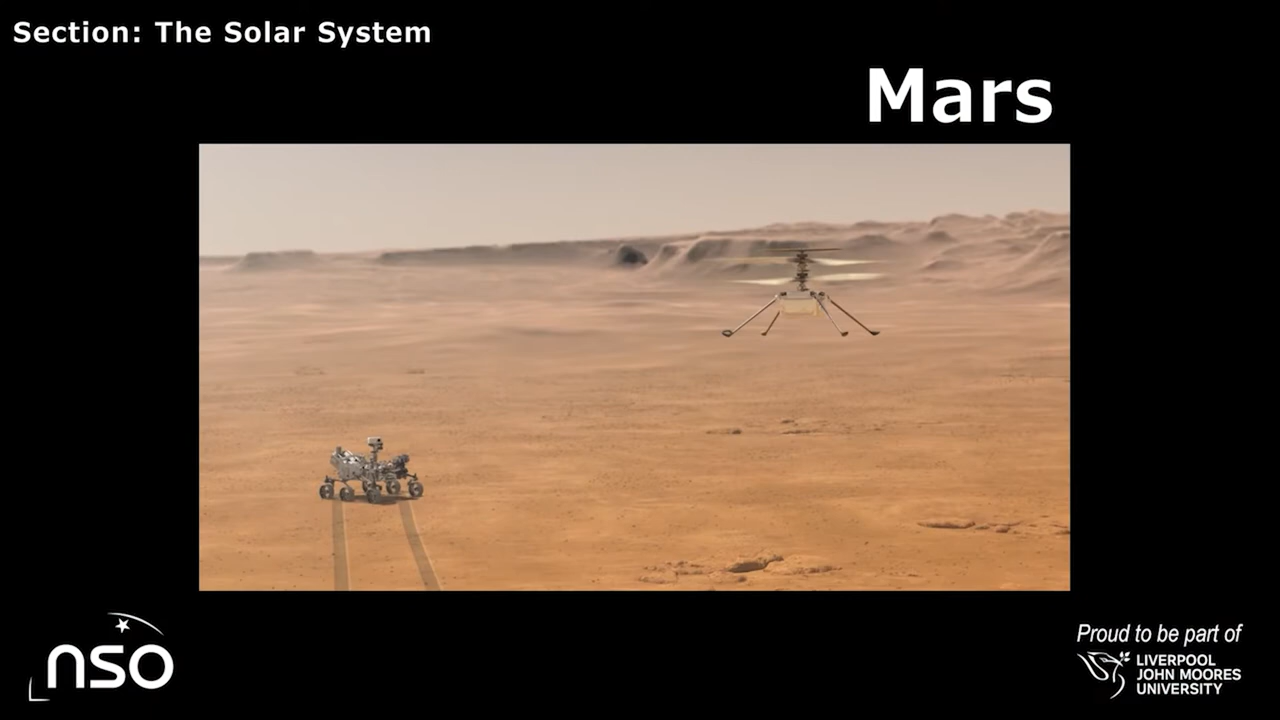 Section: The Solar System
Mars
nso
Proud to be part of
LIVERPOOL
JOHN MOORES
UNIVERSITY